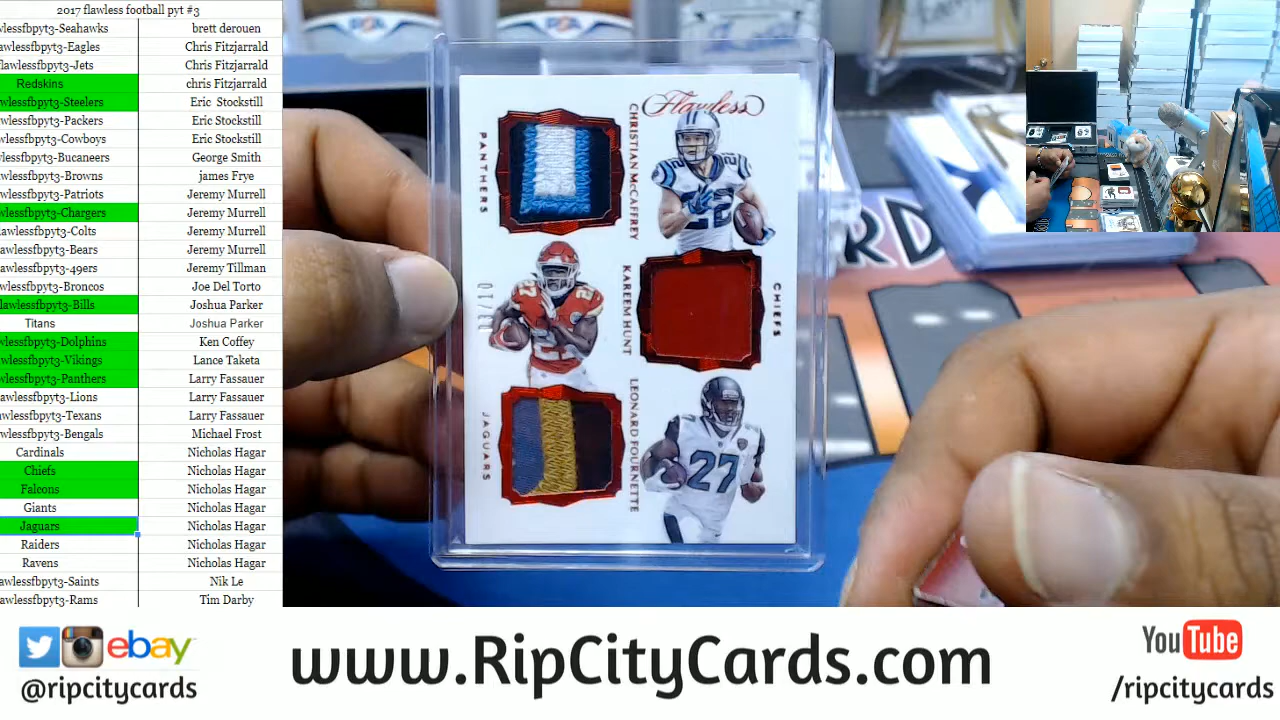 2017 flawless football pyt #3
lessfbpyt3-Seahawks brett derouen
awlessfbpyt3-Eagles Chris Fitzjarrald
flawlessfbpyt3-Jets Chris Fitzjarrald
Redskins chris Fitzjarrald
wlessfbpyt3-Steelers Eric Stockstill
wlessfbpyt3-Packers Eric Stockstill
wlessfbpyt3-Cowboys Eric Stockstill
lessfbpyt3-Bucaneers George Smith
wlessfbpyt3-Browns james Frye
wlessfbpyt3-Patriots Jeremy Murrell
wlessfbpyt3-Chargers Jeremy Murrell
awlessfbpyt3-Colts Jeremy Murrell
awlessfbpyt3-Bears Jeremy Murrell
awlessfbpyt3-49ers Jeremy Tillman
wlessfbpyt3-Broncos Joe Del Torto
lawlessfbpyt3-Bills Joshua Parker
Titans Joshua Parker
wlessfbpyt3-Dolphins Ken Coffey
wlessfbpyt3-Vikings Lance Taketa
wlessfbpyt3-Panthers Larry Fassauer
awlessfbpyt3-Lions Larry Fassauer
awlessfbpyt3-Texans Larry Fassauer
wlessfbpyt3-Bengals Michael Frost
Cardinals Nicholas Hagar
Chiefs Nicholas Hagar
Falcons Nicholas Hagar
Giants Nicholas Hagar
Jaguars Nicholas Hagar
Raiders Nicholas Hagar
Ravens Nicholas Hagar
awlessfbpyt3-Saints Nik Le
awlessfbpyt3-Rams Tim Darby
Flawless
PANTHERS
CHRISTIAN McCAFFREY
22
KAREEM HUNT
CHIEFS
27
JAGUARS
LEONARD FOURNETTE
27
ARD
ebay
@ripcitycards
www.RipCityCards.com
YouTube
/ripcitycards